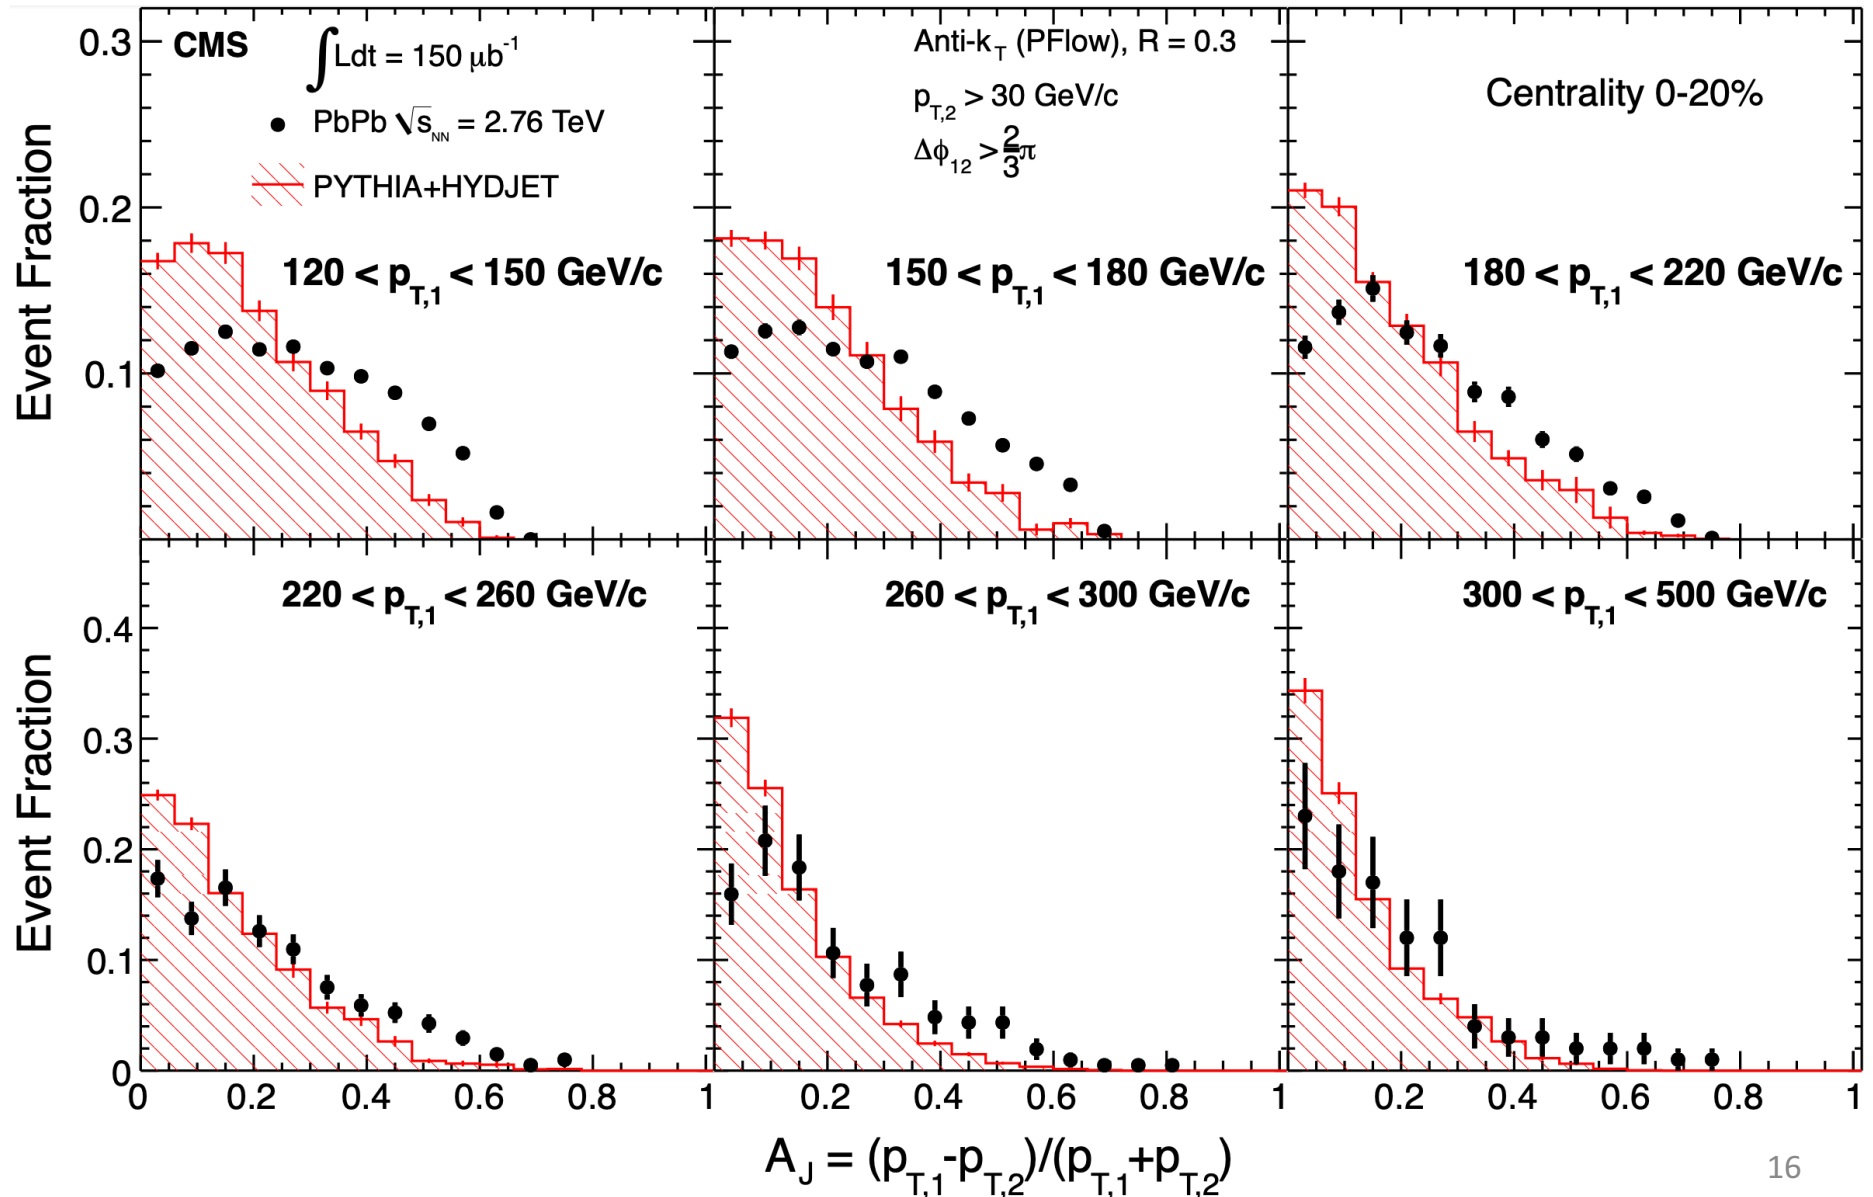 CMS
∫Ldt = 150 μb⁻¹
PbPb √s_NN = 2.76 TeV
PYTHIA+HYDJET
120 < p_T,1 < 150 GeV/c
Anti-k_T (PFlow), R = 0.3
p_T,2 > 30 GeV/c
Δϕ_12 > 2/3 π
150 < p_T,1 < 180 GeV/c
Centrality 0-20%
180 < p_T,1 < 220 GeV/c
Event Fraction
0.3
0.2
0.1
220 < p_T,1 < 260 GeV/c
260 < p_T,1 < 300 GeV/c
300 < p_T,1 < 500 GeV/c
Event Fraction
0.4
0.3
0.2
0.1
0
0 0.2 0.4 0.6 0.8 1 0.2 0.4 0.6 0.8 1 0.2 0.4 0.6 0.8 1
A_J = (p_T,1-p_T,2)/(p_T,1+p_T,2)
16